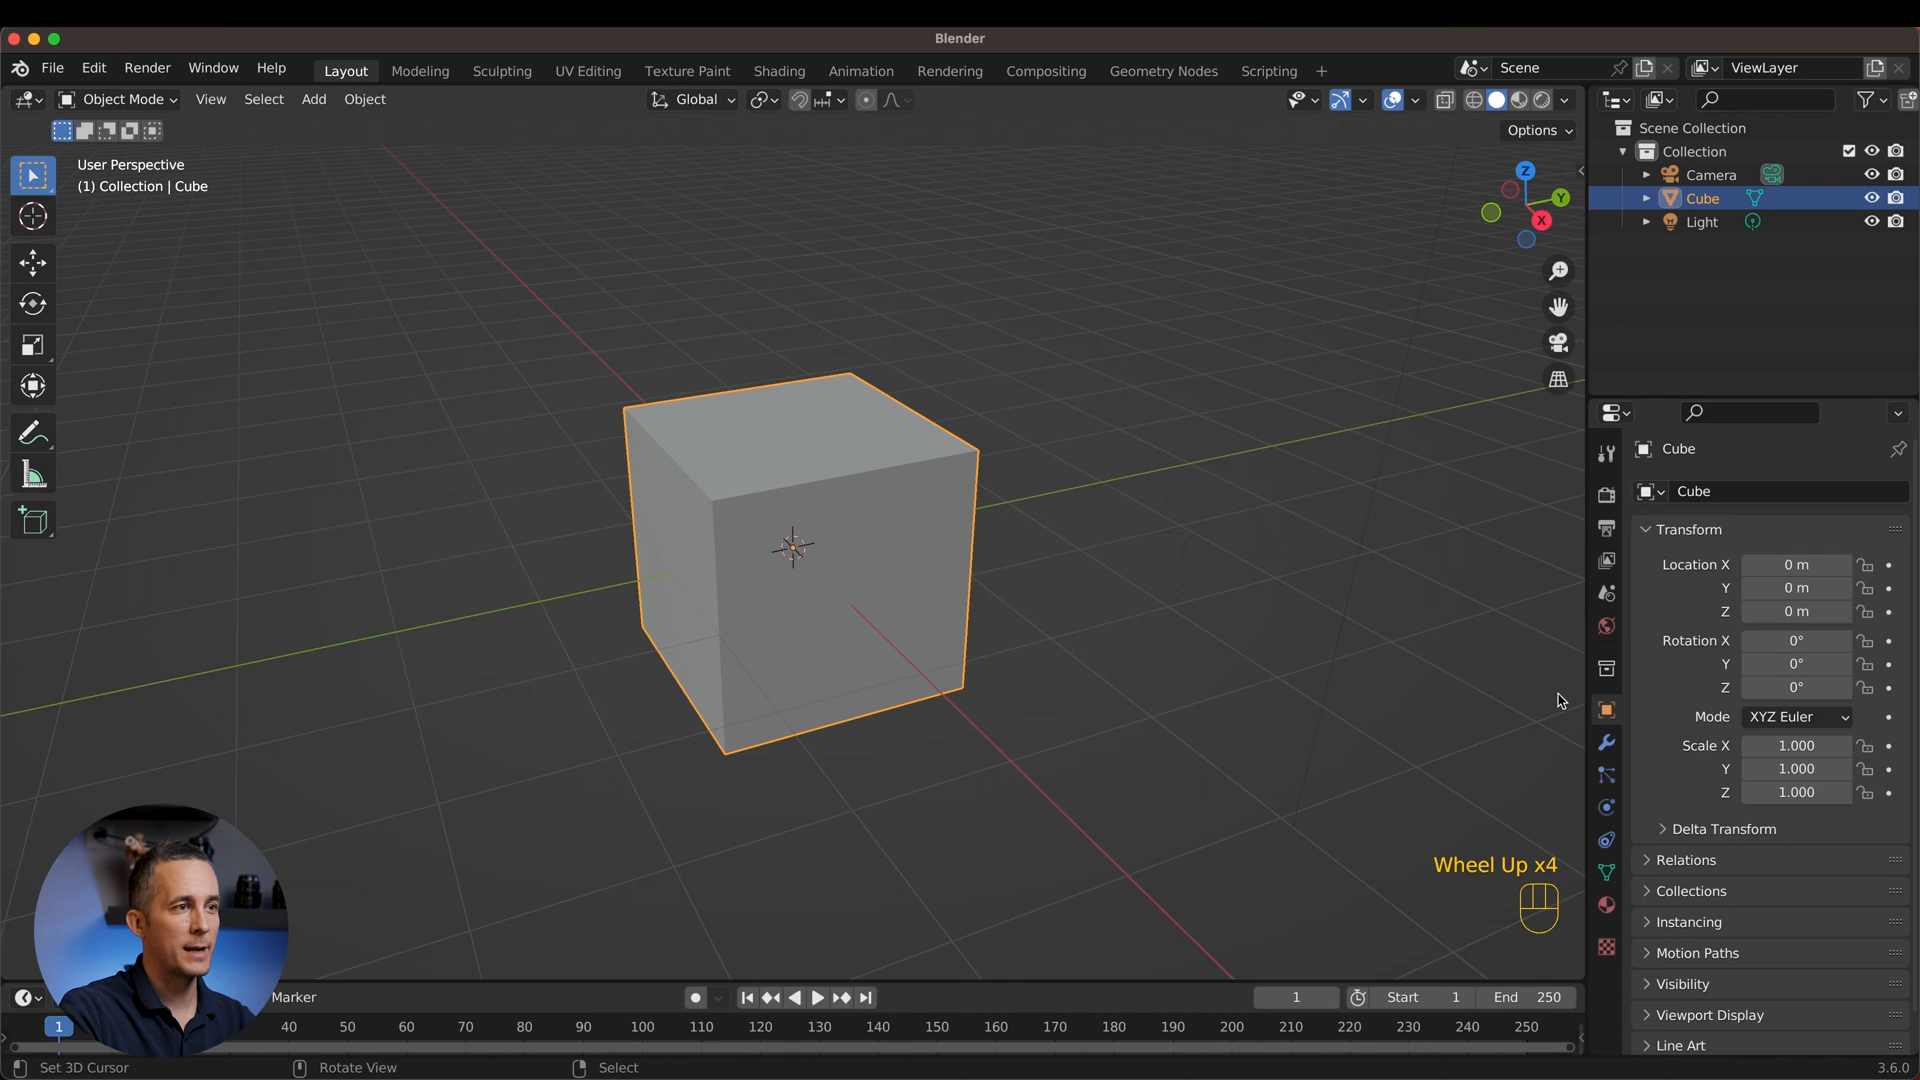 Blender
File Edit Render Window Help Layout Modeling Sculpting UV Editing Texture Paint Shading Animation Rendering Compositing Geometry Nodes Scripting + Scene ViewLayer
Object Mode View Select Add Object Global
Options
User Perspective
(1) Collection | Cube
Z
Y
X
Scene Collection
Collection
Camera
Cube
Light
Cube
Cube
Transform
Location X 0 m
Y 0 m
Z 0 m
Rotation X 0°
Y 0°
Z 0°
Mode XYZ Euler
Scale X 1.000
Y 1.000
Z 1.000
Delta Transform
Relations
Collections
Instancing
Motion Paths
Visibility
Viewport Display
Line Art
Wheel Up x4
Marker 1 Start 1 End 250
1 40 50 60 70 80 90 100 110 120 130 140 150 160 170 180 190 200 210 220 230 240 250
Set 3D Cursor Rotate View Select 3.6.0